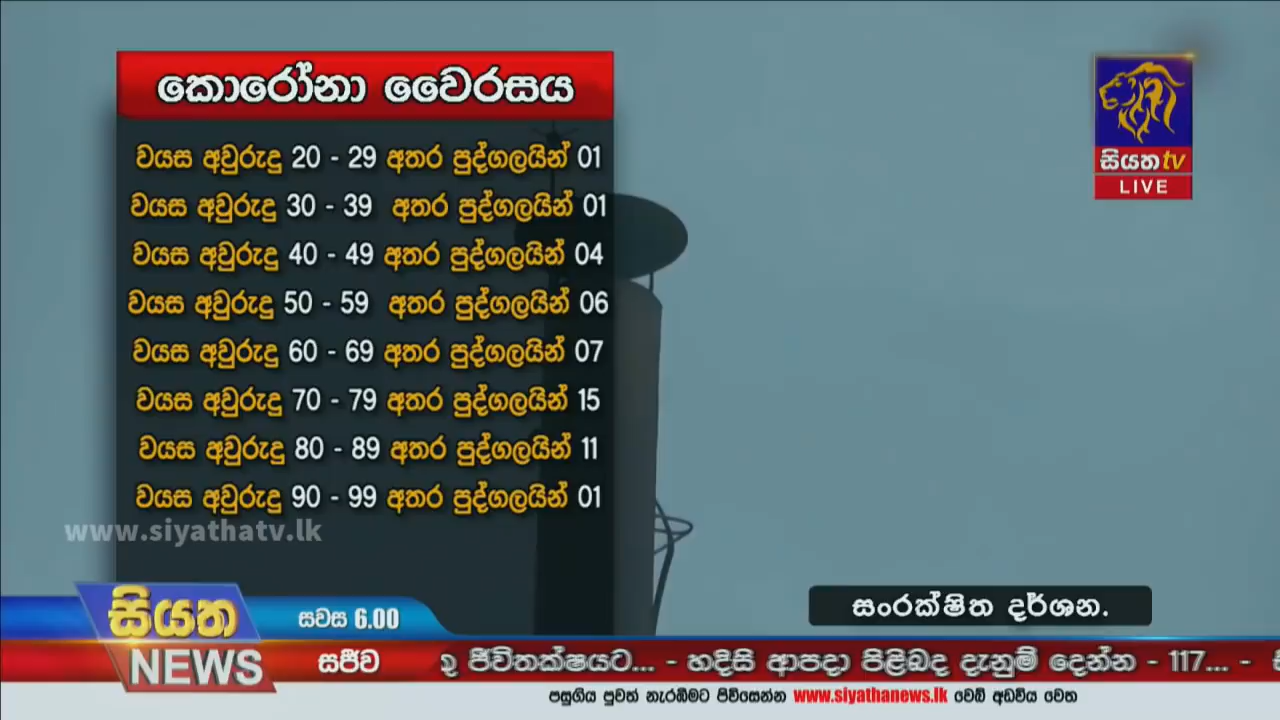 කොරෝනා වෛරසය
වයස අවුරුදු 20 - 29 අතර පුද්ගලයින් 01
වයස අවුරුදු 30 - 39 අතර පුද්ගලයින් 01
වයස අවුරුදු 40 - 49 අතර පුද්ගලයින් 04
වයස අවුරුදු 50 - 59 අතර පුද්ගලයින් 06
වයස අවුරුදු 60 - 69 අතර පුද්ගලයින් 07
වයස අවුරුදු 70 - 79 අතර පුද්ගලයින් 15
වයස අවුරුදු 80 - 89 අතර පුද්ගලයින් 11
වයස අවුරුදු 90 - 99 අතර පුද්ගලයින් 01
සියත tv
LIVE
www.siyathatv.lk
සංරක්ෂිත දර්ශන.
සියත
NEWS
සවස 6.00
සජීව
ජීවිතක්ෂයට... - හදිසි ආපදා පිළිබද දැනුම් දෙන්න - 117... -
පසුගිය පුවත් නැරඹීමට පිවිසෙන්න www.siyathanews.lk වෙබ් අඩවිය වෙත